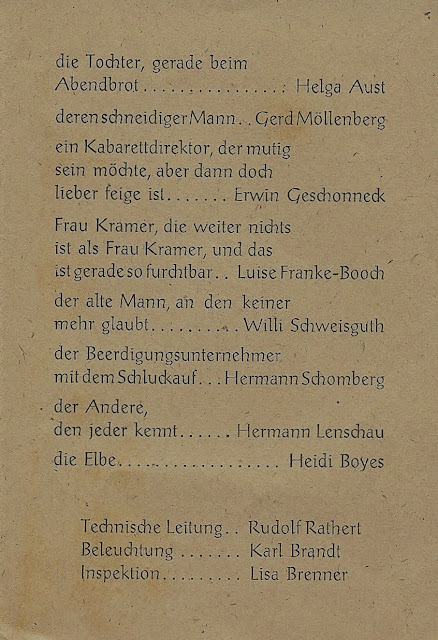 die Tochter, gerade beim
Abendbrot . . . . . . . . . . . . . . . . Helga Aust
deren schneidiger Mann . . Gerd Möllenberg
ein Kabarettdirektor, der mutig
sein möchte, aber dann doch
lieber feige ist . . . . . . . Erwin Geschonneck
Frau Kramer, die weiter nichts
ist als Frau Kramer, und das
ist gerade so furchtbar . . Luise Franke-Booch
der alte Mann, an den keiner
mehr glaubt . . . . . . . . . . Willi Schweisguth
der Beerdigungsunternehmer
mit dem Schluckauf . . . Hermann Schomberg
der Andere,
den jeder kennt . . . . . . Hermann Lenschau
die Elbe . . . . . . . . . . . . . . . . . . Heidi Boyes
Technische Leitung . . Rudolf Rathert
Beleuchtung . . . . . . . Karl Brandt
Inspektion . . . . . . . . . Lisa Brenner